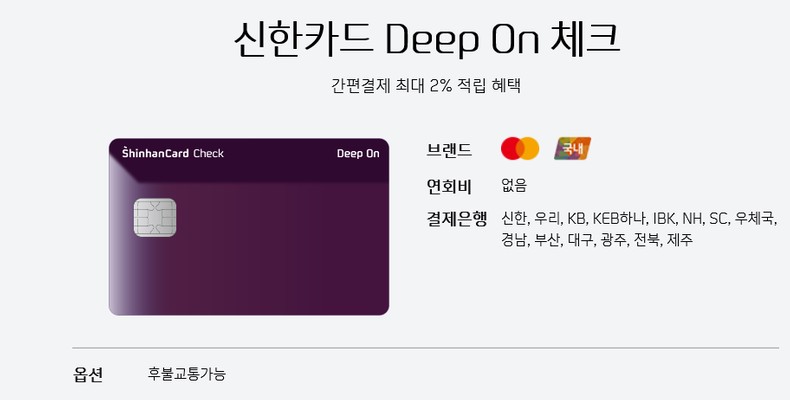 신한카드 Deep On 체크
간편결제 최대 2% 적립 혜택
ShinhanCard Check
Deep On
브랜드
국내
연회비 없음
결제은행 신한, 우리, KB, KEB하나, IBK, NH, SC, 우체국,
경남, 부산, 대구, 광주, 전북, 제주
옵션 후불교통가능